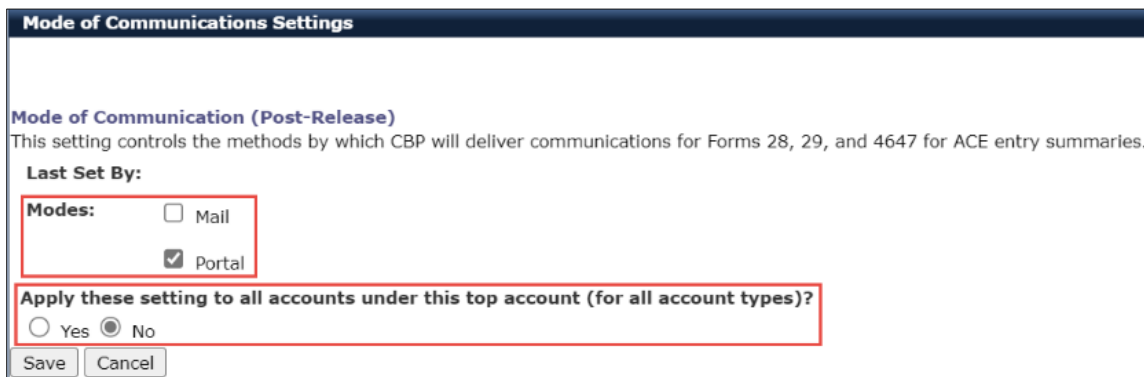 Mode of Communications Settings
Mode of Communication (Post-Release)
This setting controls the methods by which CBP will deliver communications for Forms 28, 29, and 4647 for ACE entry summaries.
Last Set By:
Modes: Mail
Portal
Apply these setting to all accounts under this top account (for all account types)?
Yes No
Save Cancel